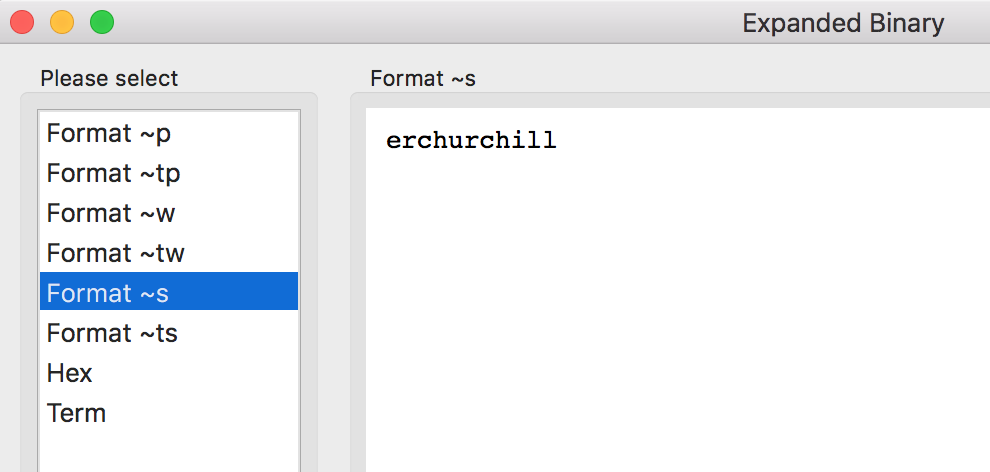 Expanded Binary
Please select
Format ~p
Format ~tp
Format ~w
Format ~tw
Format ~s
Format ~ts
Hex
Term
Format ~s
erchurchill